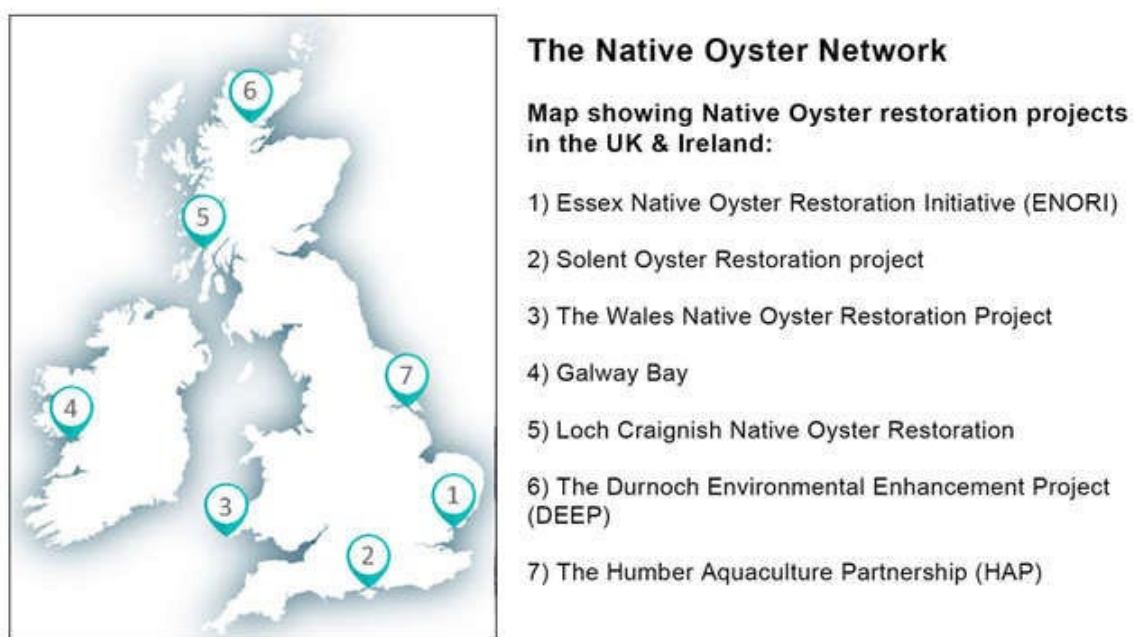 The Native Oyster Network
Map showing Native Oyster restoration projects
in the UK & Ireland:
1) Essex Native Oyster Restoration Initiative (ENORI)
2) Solent Oyster Restoration project
3) The Wales Native Oyster Restoration Project
4) Galway Bay
5) Loch Craignish Native Oyster Restoration
6) The Durnoch Environmental Enhancement Project
(DEEP)
7) The Humber Aquaculture Partnership (HAP)
6
5
7
4
1
3
2